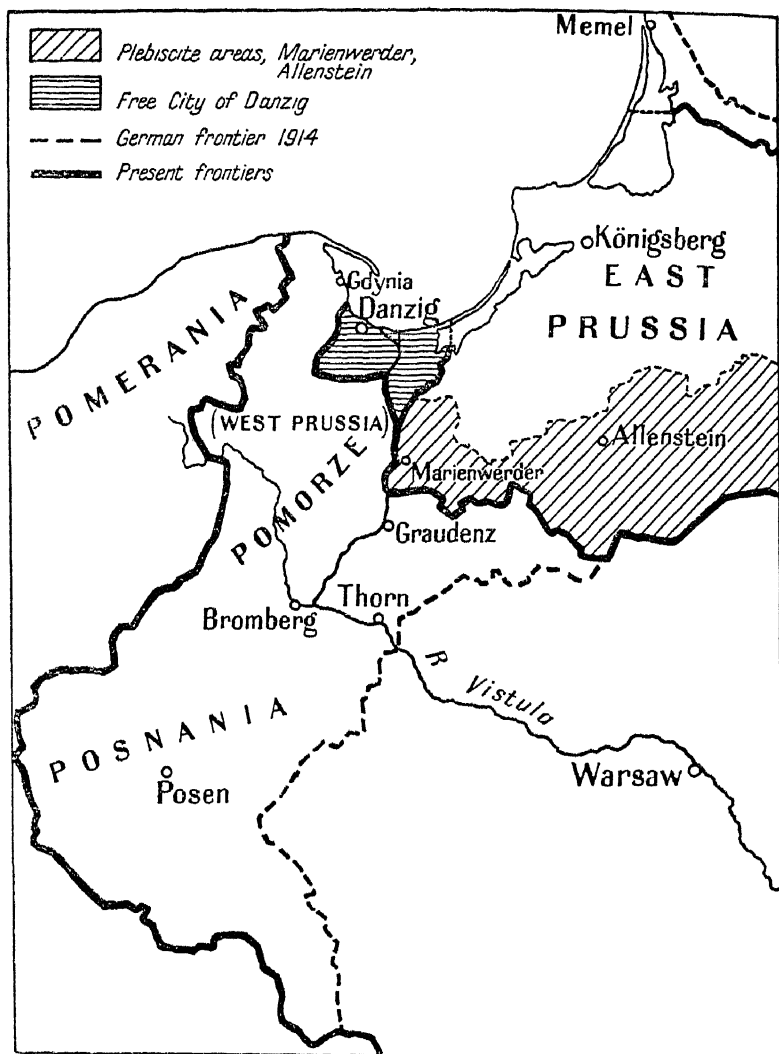 Memel
Plebiscite areas, Marienwerder,
Allenstein
Free City of Danzig
German frontier 1914
Present frontiers
Königsberg
EAST
PRUSSIA
Gdynia
Danzig
POMERANIA
(WEST PRUSSIA)
POMORZE
Allenstein
Marienwerder
Graudenz
Bromberg
Thorn
R Vistula
POSNANIA
Posen
Warsaw